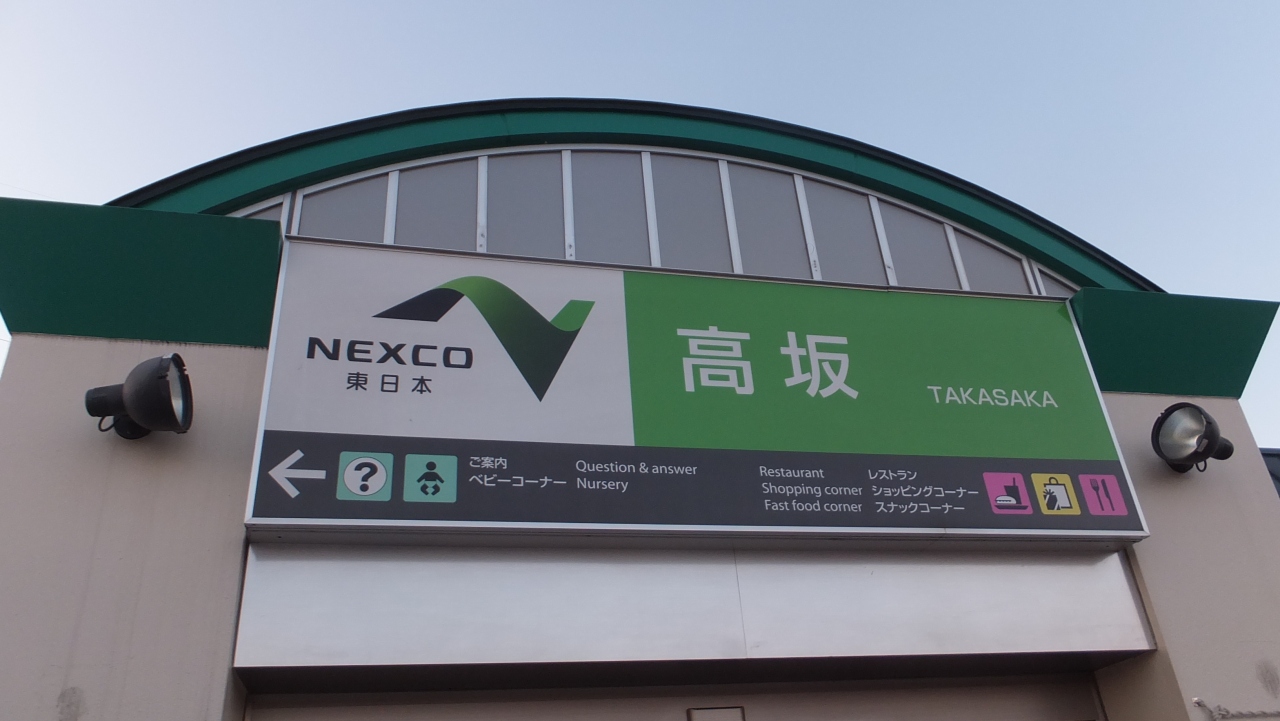 NEXCO
東日本
高坂
TAKASAKA
?
ご案内
ベビーコーナー
Question & answer
Nursery
Restaurant
Shopping corner
Fast food corner
レストラン
ショッピングコーナー
スナックコーナー